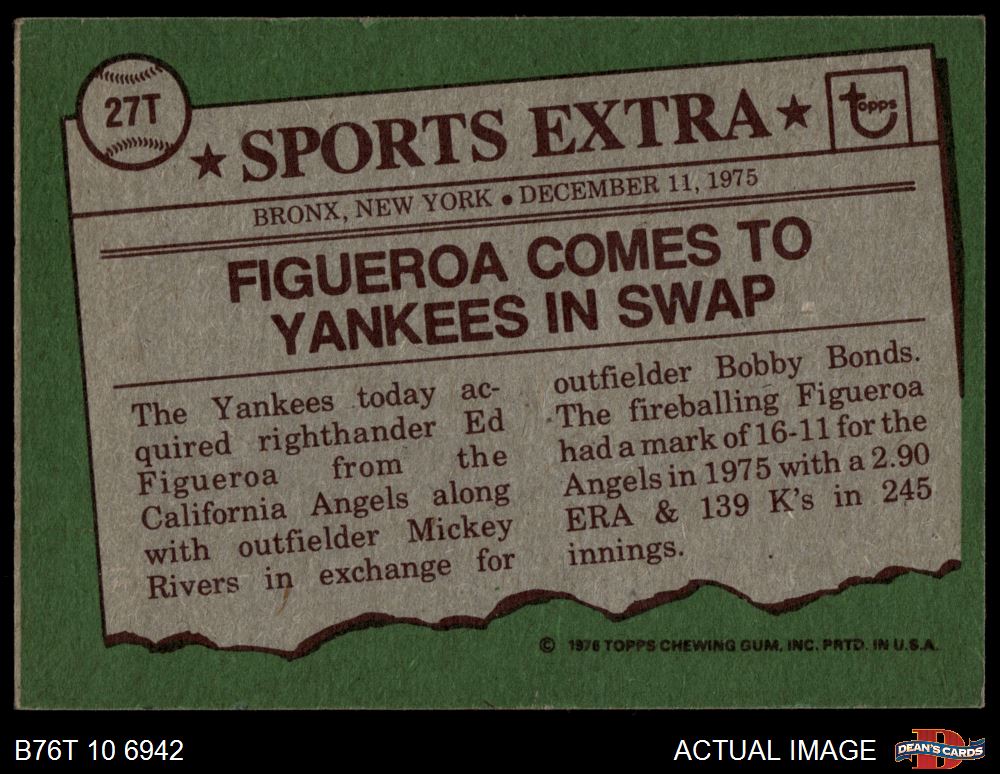 27T
★ SPORTS EXTRA ★
topps
BRONX, NEW YORK • DECEMBER 11, 1975
FIGUEROA COMES TO
YANKEES IN SWAP
The Yankees today ac-
quired righthander Ed
Figueroa from the
California Angels along
with outfielder Mickey
Rivers in exchange for
outfielder Bobby Bonds.
The fireballing Figueroa
had a mark of 16-11 for the
Angels in 1975 with a 2.90
ERA & 139 K's in 245
innings.
© 1976 TOPPS CHEWING GUM, INC. PRTD. IN U.S.A.
B76T 10 6942
ACTUAL IMAGE
DEAN'S CARDS